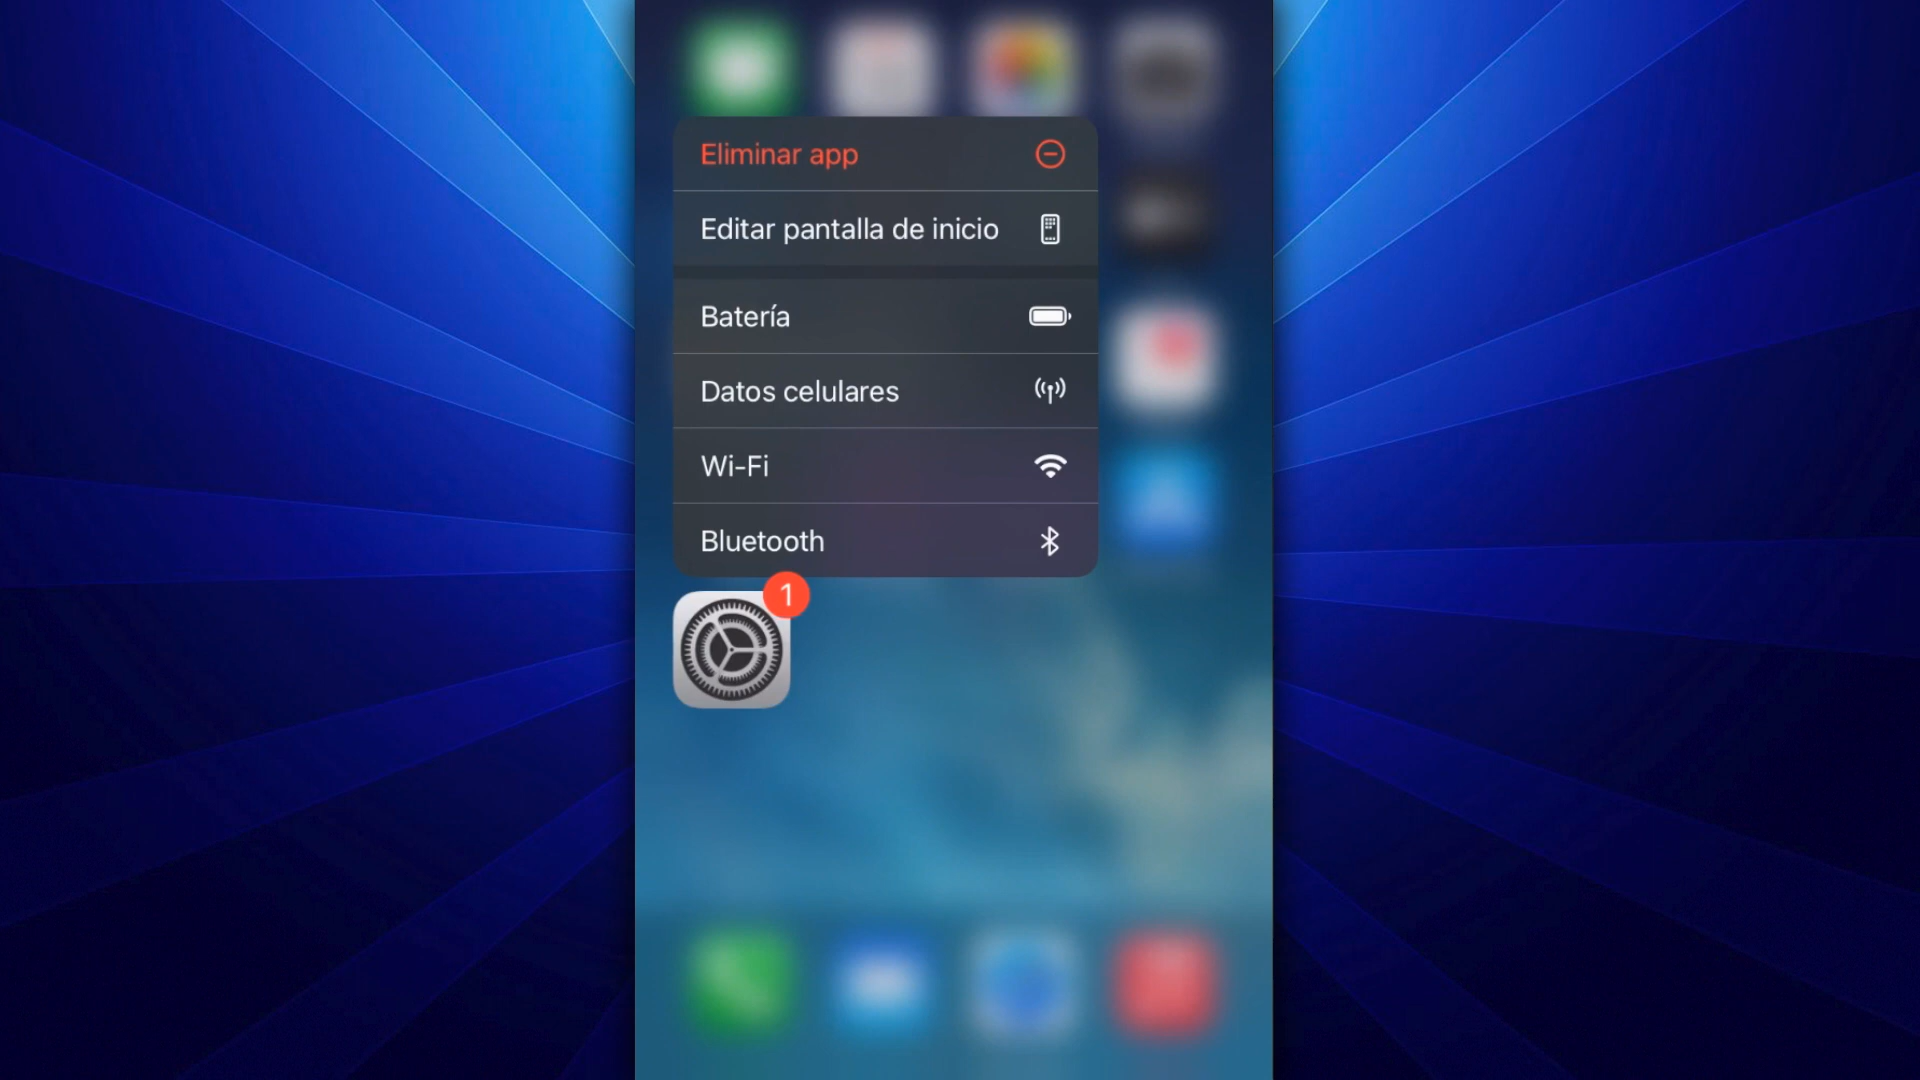 Eliminar app
Editar pantalla de inicio
Batería
Datos celulares
Wi-Fi
Bluetooth
1